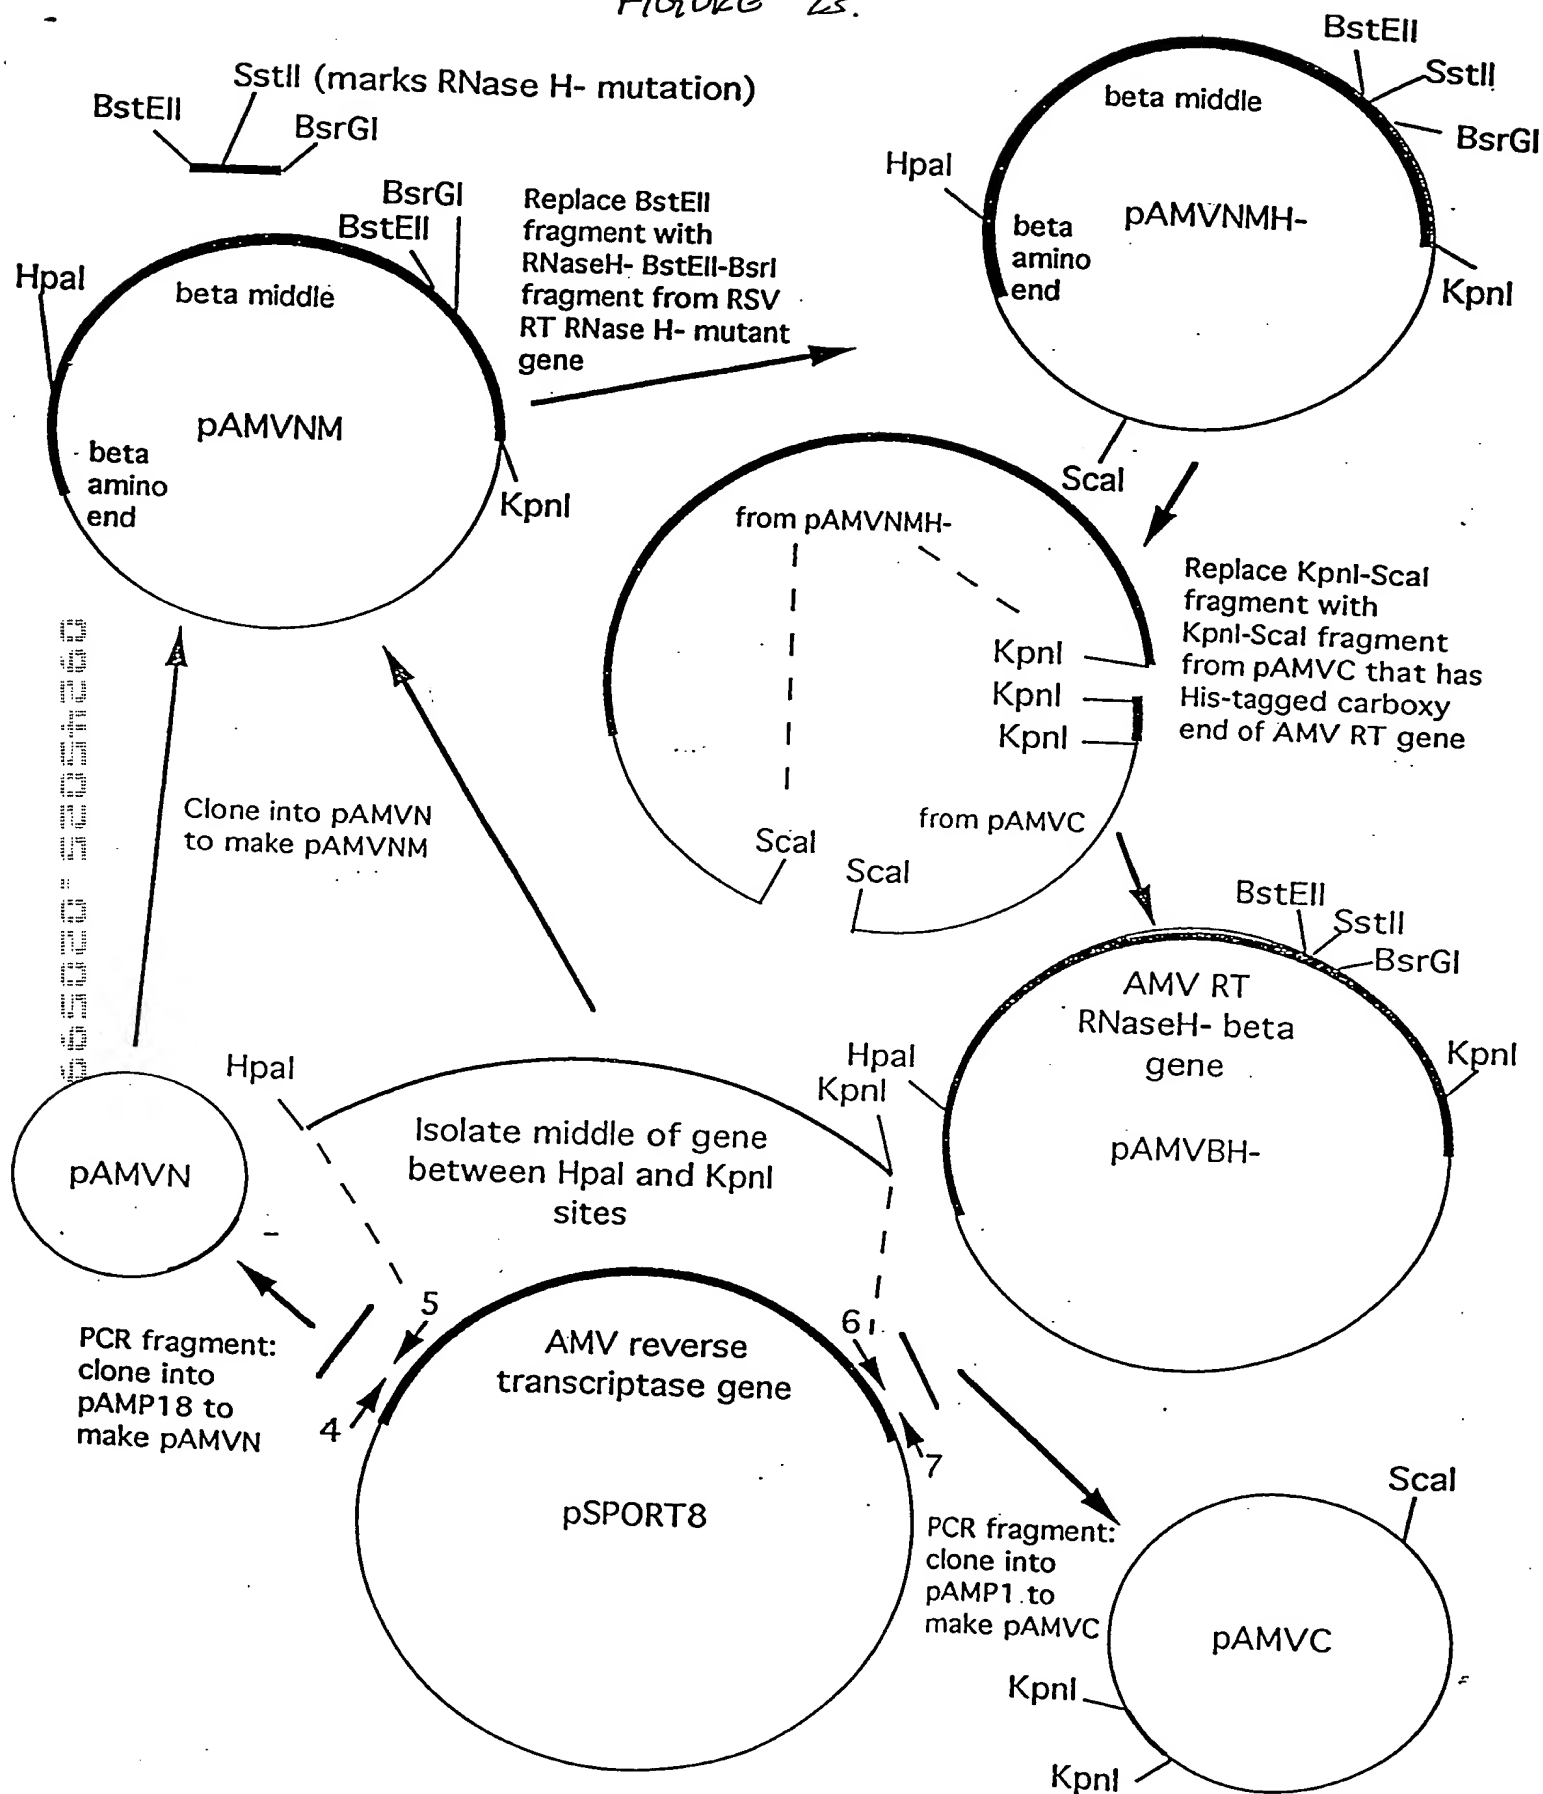 FIGURE 25.
SstII (marks RNase H- mutation)
BstEII
BsrGI
BsrGI
BstEII
HpaI
beta middle
pAMVNM
beta
amino
end
KpnI
Replace BstEII
fragment with
RNaseH- BstEII-BsrI
fragment from RSV
RT RNase H- mutant
gene
BstEII
SstII
BsrGI
beta middle
HpaI
pAMVNMH-
beta
amino
end
KpnI
ScaI
from pAMVNMH-
KpnI
KpnI
KpnI
from pAMVC
ScaI
ScaI
Replace KpnI-ScaI
fragment with
KpnI-ScaI fragment
from pAMVC that has
His-tagged carboxy
end of AMV RT gene
Clone into pAMVN
to make pAMVNM
BstEII
SstII
BsrGI
AMV RT
RNaseH- beta
gene
HpaI
KpnI
pAMVBH-
HpaI
KpnI
Isolate middle of gene
between HpaI and KpnI
sites
pAMVN
PCR fragment:
clone into
pAMP18 to
make pAMVN
5
4
6
7
AMV reverse
transcriptase gene
pSPORT8
PCR fragment:
clone into
pAMP1 to
make pAMVC
ScaI
pAMVC
KpnI
KpnI